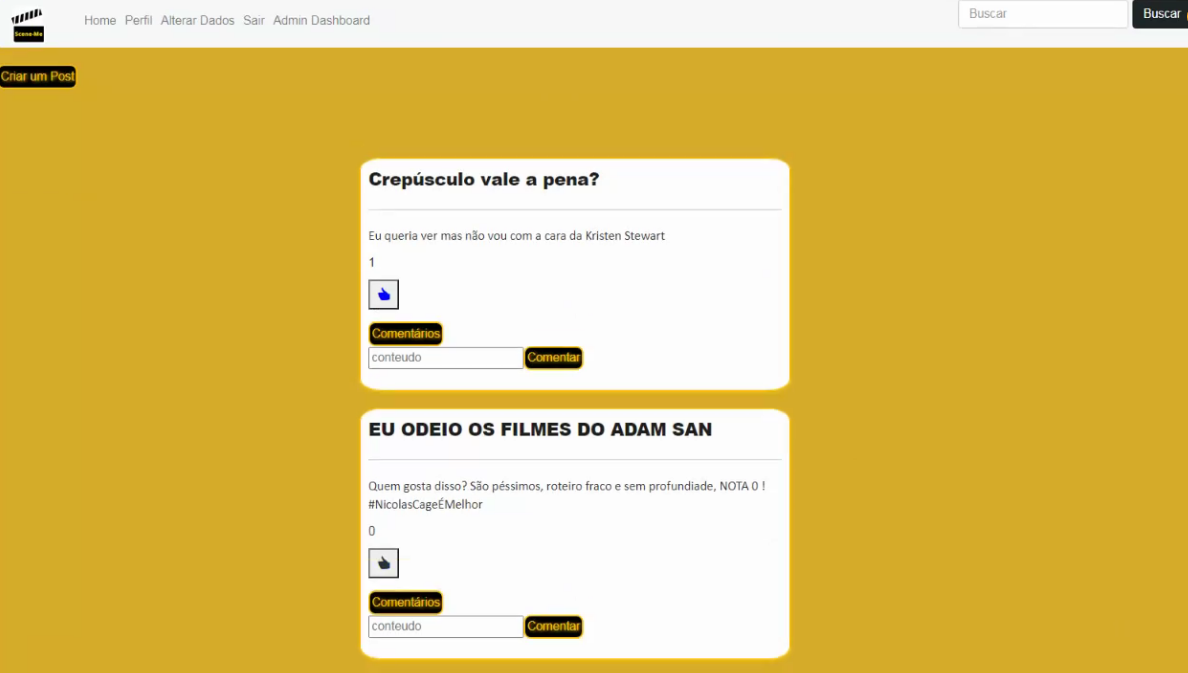 Scene-Me
Home Perfil Alterar Dados Sair Admin Dashboard
Buscar Buscar
Criar um Post
Crepúsculo vale a pena?
Eu queria ver mas não vou com a cara da Kristen Stewart
1
Comentários
conteudo Comentar
EU ODEIO OS FILMES DO ADAM SAN
Quem gosta disso? São péssimos, roteiro fraco e sem profundiade, NOTA 0 !
#NicolasCageÉMelhor
0
Comentários
conteudo Comentar